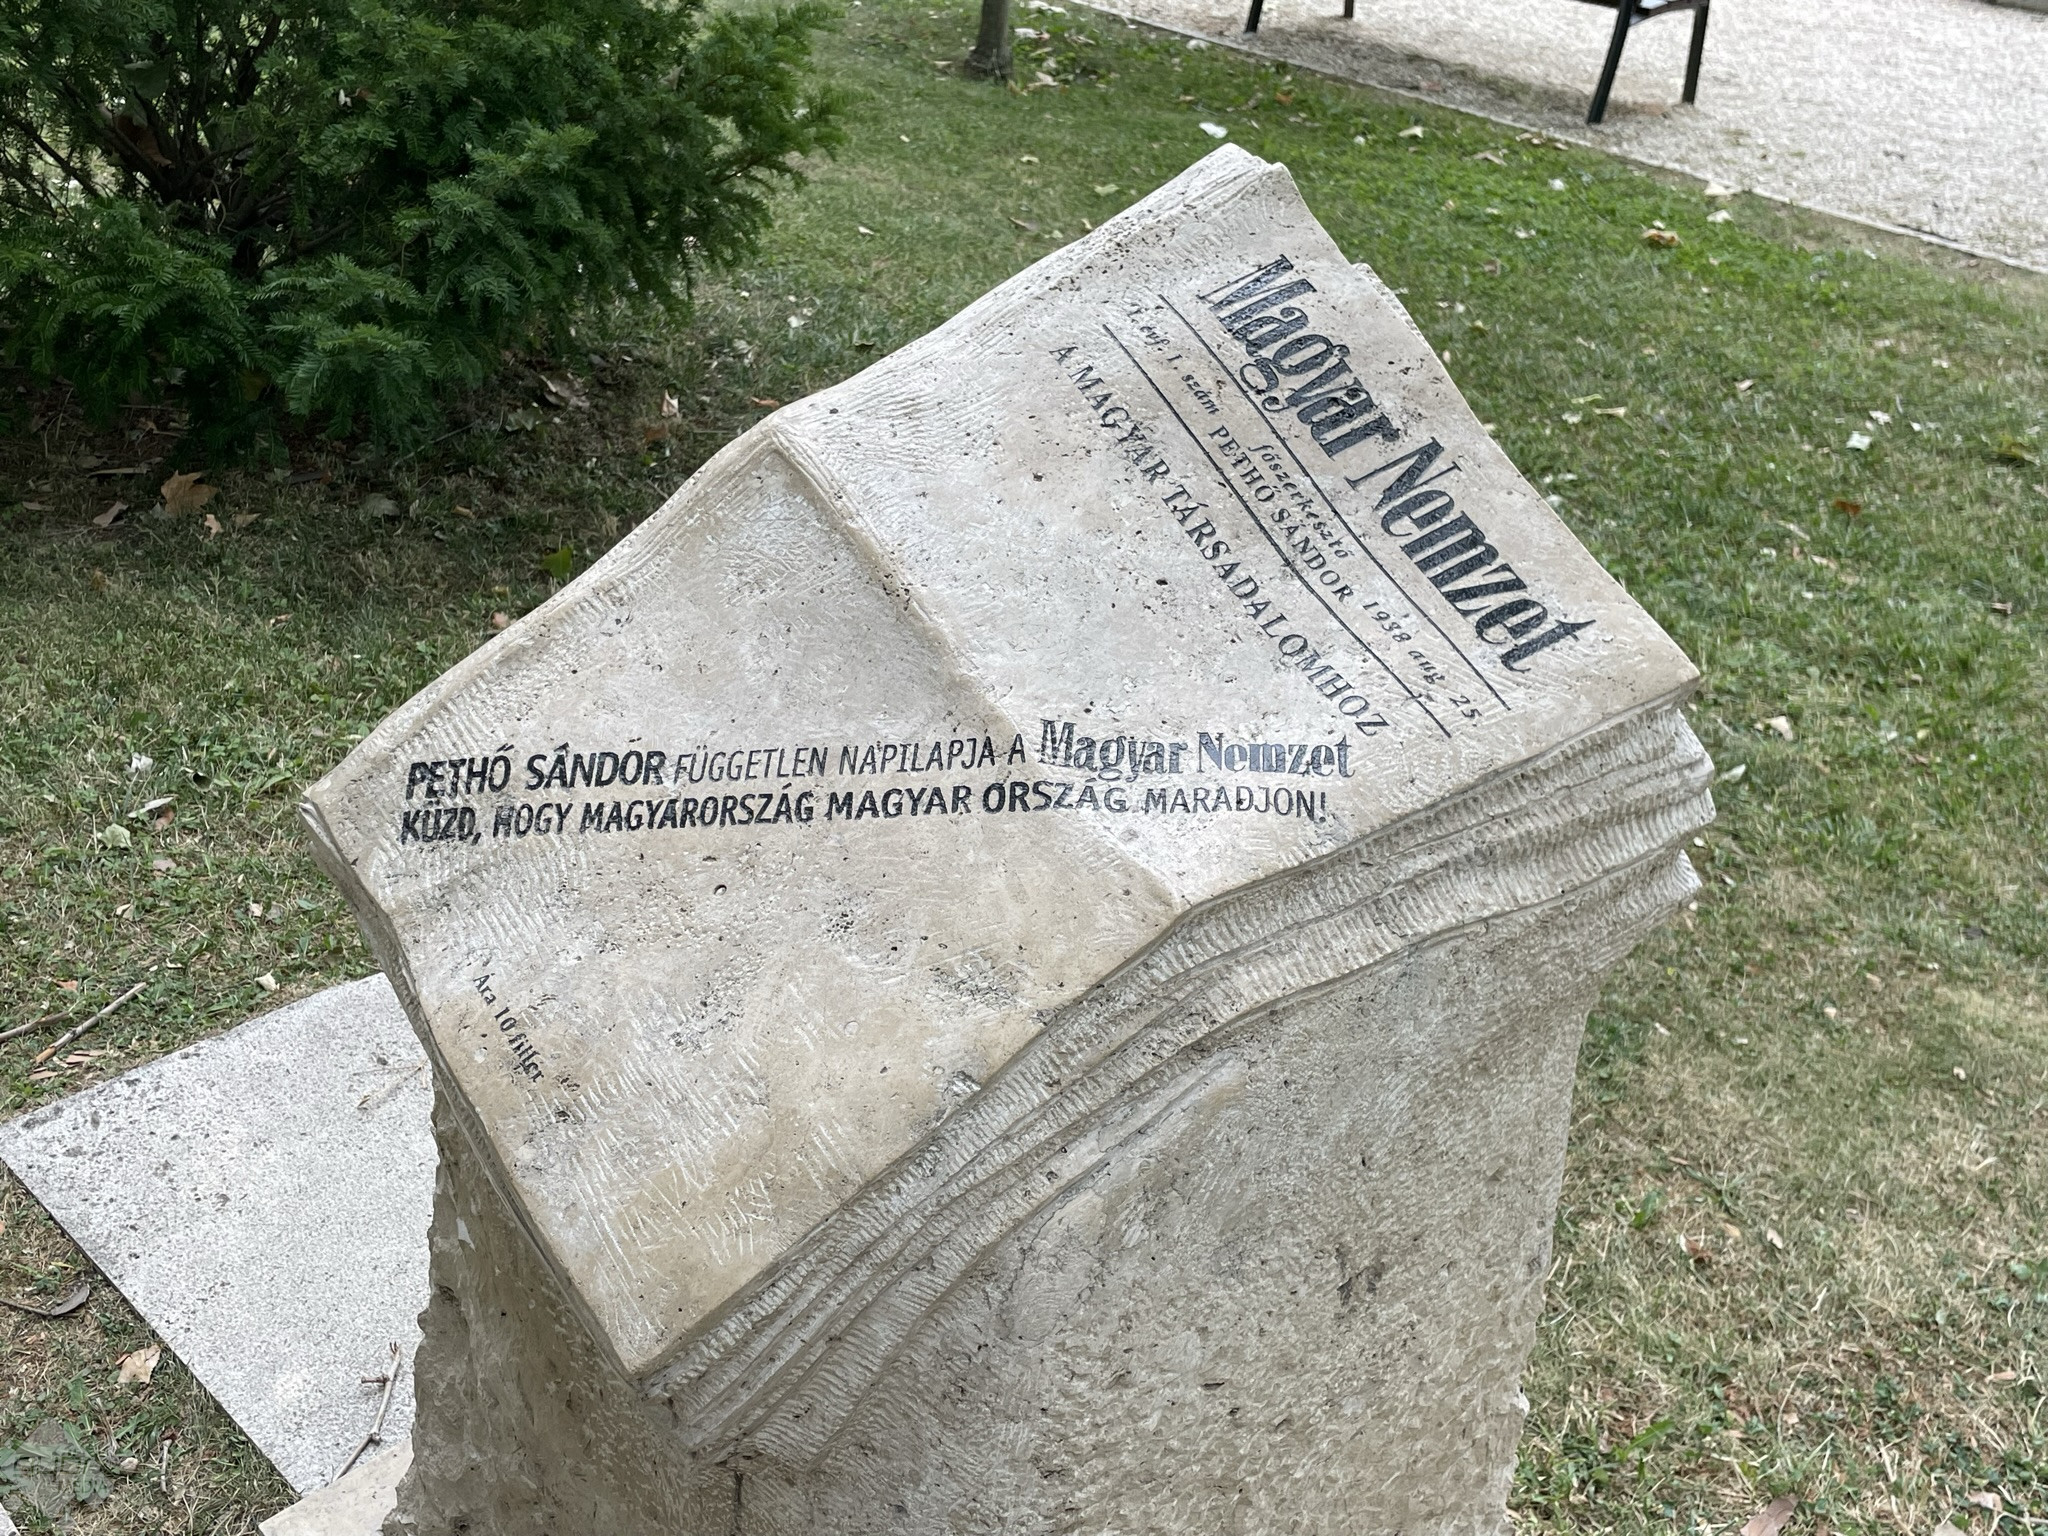 Magyar Nemzet
főszerkesztő
I. évf. 1. szám PETHŐ SÁNDOR 1938 aug 25.
A MAGYAR TÁRSADALOMHOZ
PETHŐ SÁNDOR FÜGGETLEN NAPILAPJA A Magyar Nemzet
KÜZD, HOGY MAGYARORSZÁG MAGYAR ORSZÁG MARADJON!
Ára 10 fillér